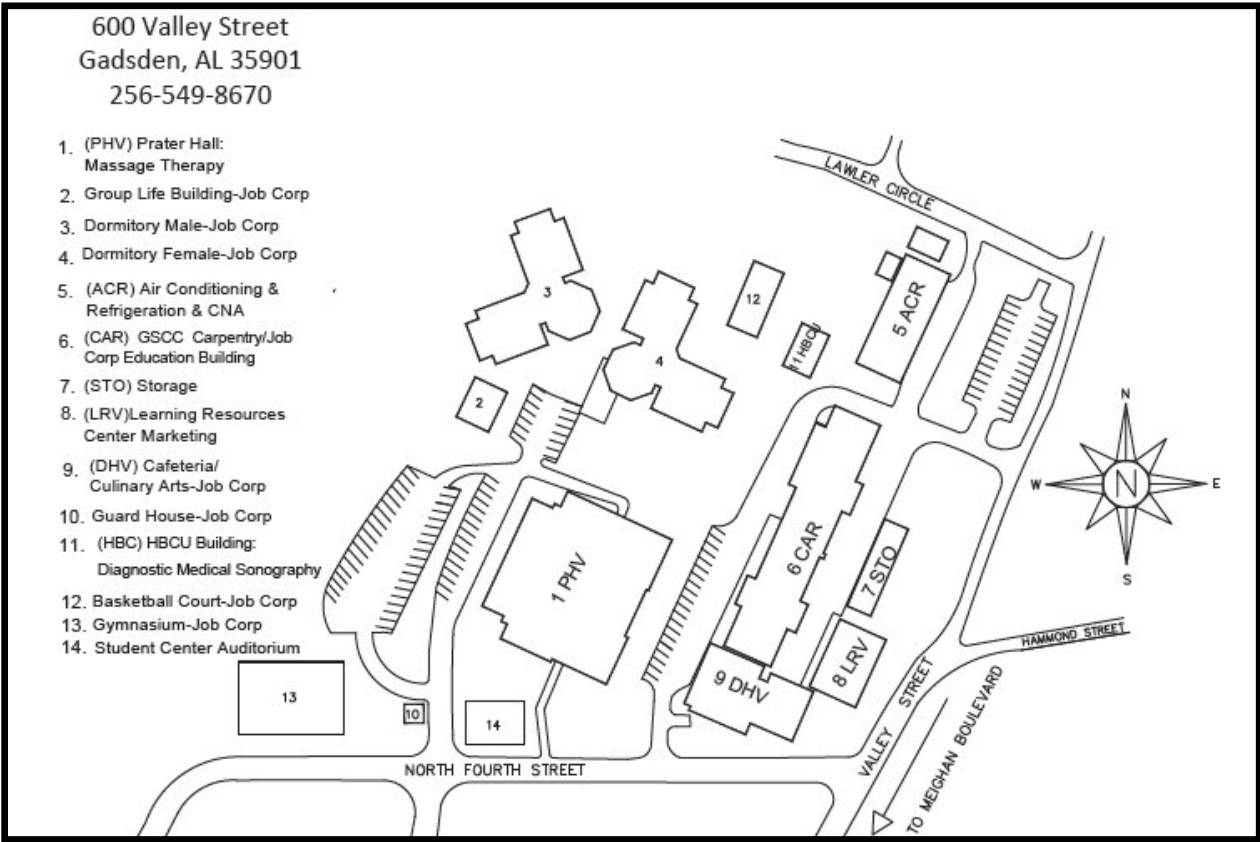 600 Valley Street
Gadsden, AL 35901
256-549-8670
1. (PHV) Prater Hall:
Massage Therapy
2. Group Life Building-Job Corp
3. Dormitory Male-Job Corp
4. Dormitory Female-Job Corp
5. (ACR) Air Conditioning &
Refrigeration & CNA
6. (CAR) GSCC Carpentry/Job
Corp Education Building
7. (STO) Storage
8. (LRV)Learning Resources
Center Marketing
9. (DHV) Cafeteria/
Culinary Arts-Job Corp
10. Guard House-Job Corp
11. (HBC) HBCU Building:
Diagnostic Medical Sonography
12. Basketball Court-Job Corp
13. Gymnasium-Job Corp
14. Student Center Auditorium
LAWLER CIRCLE
3
12
5 ACR
11 HBCU
4
2
N
W
N
E
S
6 CAR
1 PHV
7 STO
HAMMOND STREET
8 LRV
9 DHV
13
10
14
VALLEY STREET
TO MEIGHAN BOULEVARD
NORTH FOURTH STREET